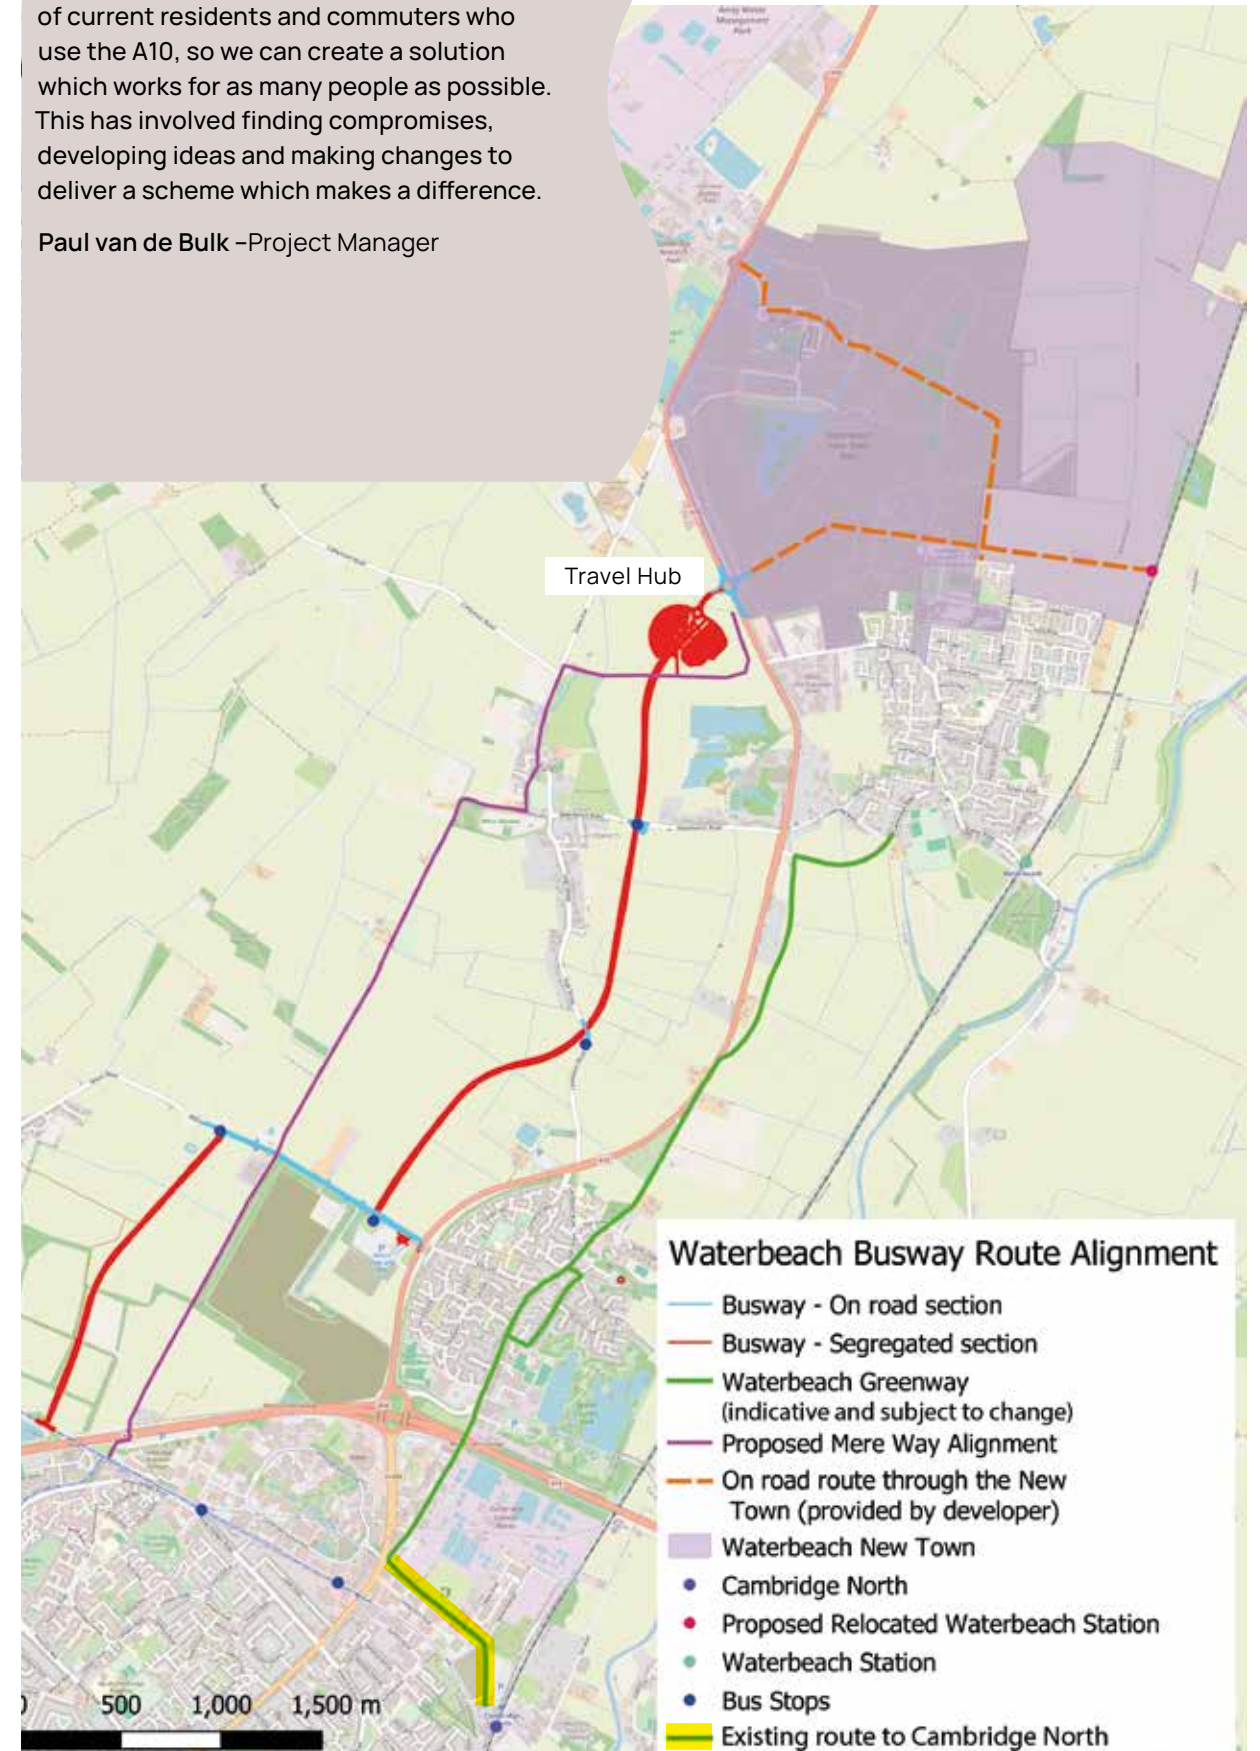 of current residents and commuters who
use the A10, so we can create a solution
which works for as many people as possible.
This has involved finding compromises,
developing ideas and making changes to
deliver a scheme which makes a difference.
Paul van de Bulk –Project Manager
Travel Hub
Waterbeach Busway Route Alignment
Busway - On road section
Busway - Segregated section
Waterbeach Greenway
(indicative and subject to change)
Proposed Mere Way Alignment
On road route through the New
Town (provided by developer)
Waterbeach New Town
Cambridge North
Proposed Relocated Waterbeach Station
Waterbeach Station
Bus Stops
Existing route to Cambridge North
500 1,000 1,500 m